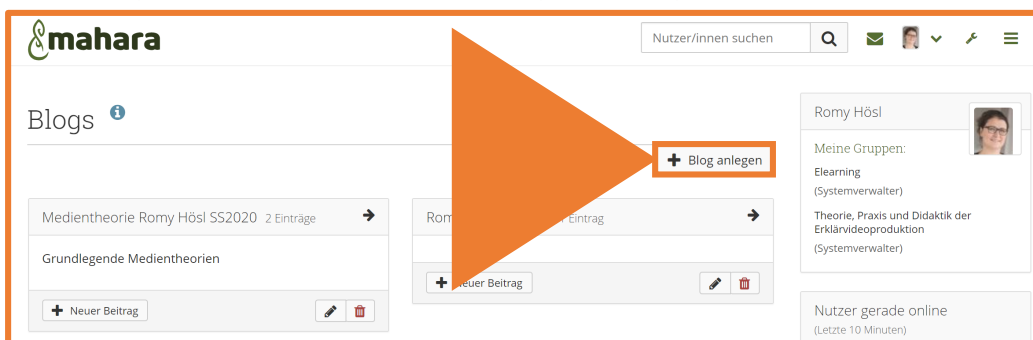 mahara
Nutzer/innen suchen
Blogs
Blog anlegen
Medientheorie Romy Hösl SS2020 2 Einträge
Grundlegende Medientheorien
Neuer Beitrag
Rom
Eintrag
Beitrag
Romy Hösl
Meine Gruppen:
Elearning
(Systemverwalter)
Theorie, Praxis und Didaktik der
Erklärvideoproduktion
(Systemverwalter)
Nutzer gerade online
(Letzte 10 Minuten)